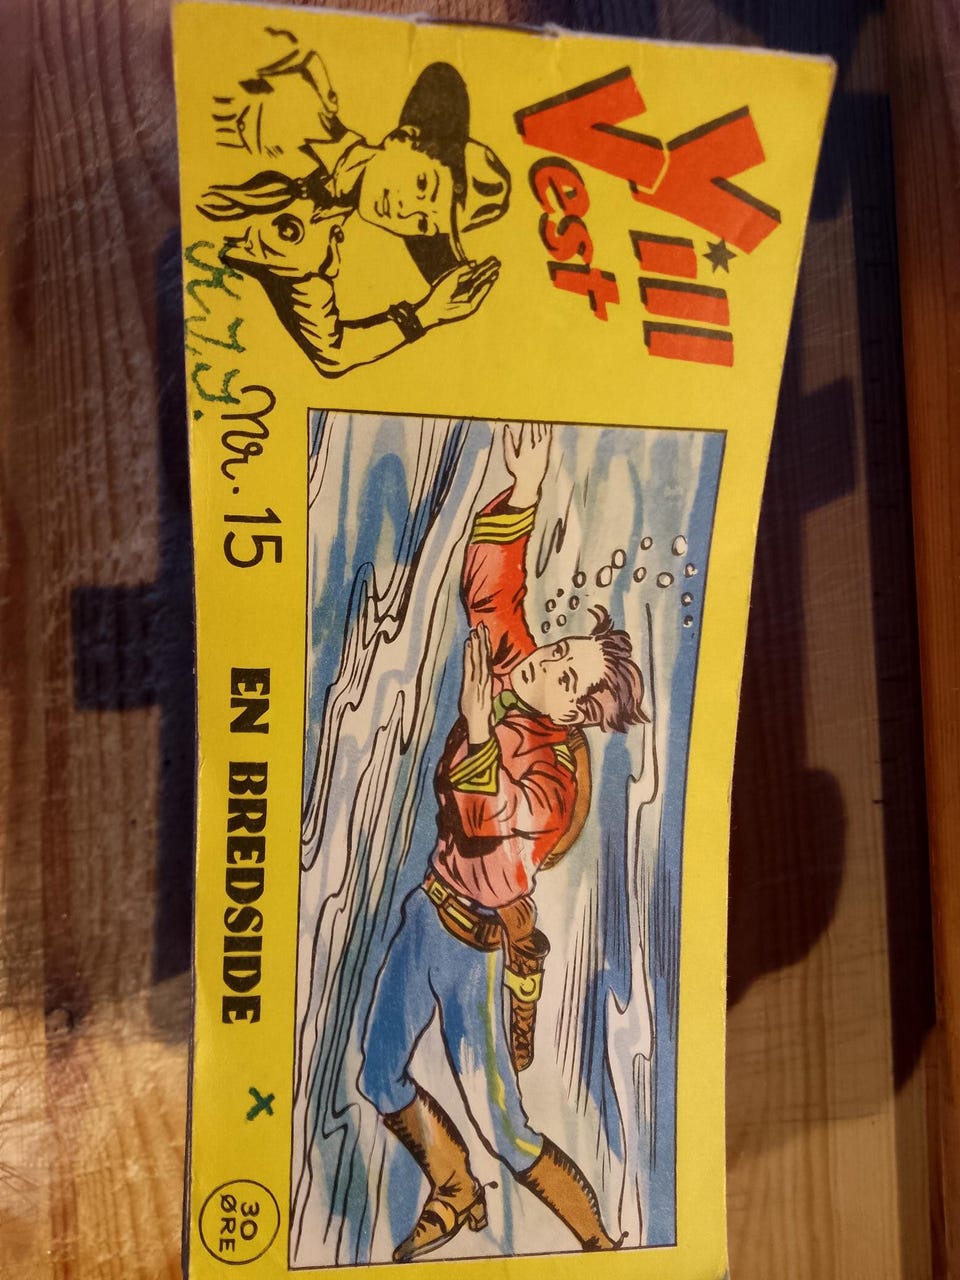 Vill
Vest
Nr. 15 EN BREDSIDE x
30
ØRE